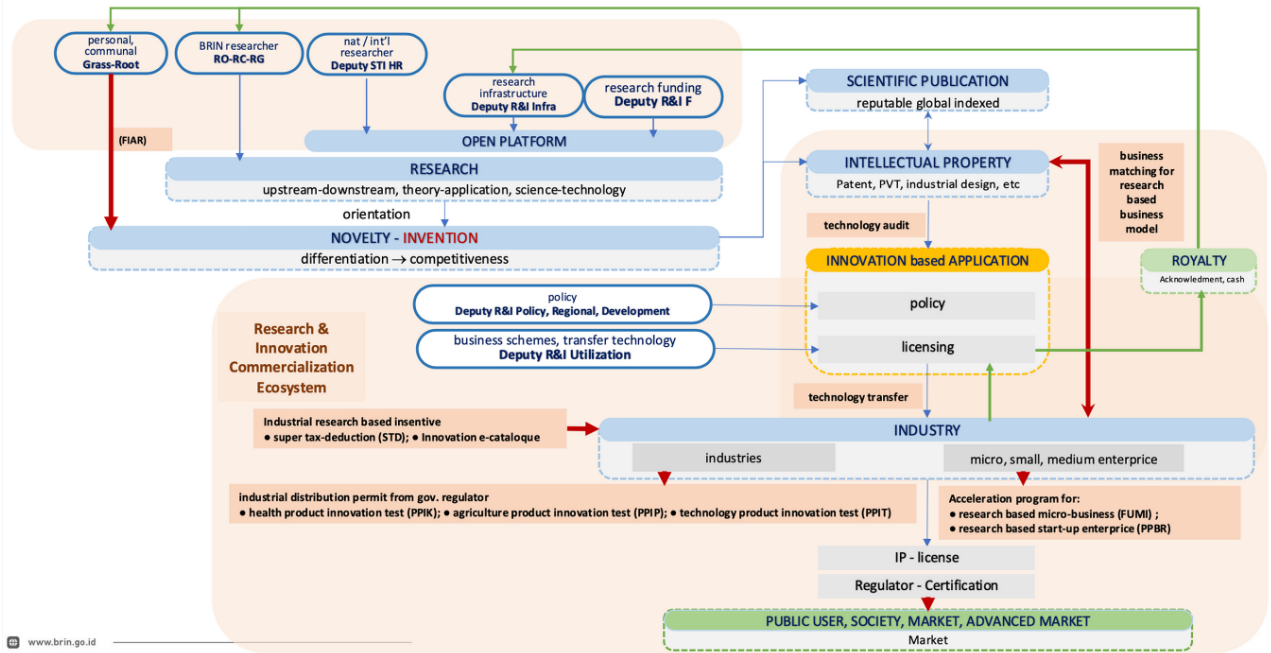 personal,
communal
Grass-Root
BRIN researcher
RO-RC-RG
nat / int'l
researcher
Deputy STI HR
research
infrastructure
Deputy R&I Infra
research funding
Deputy R&I F
(FIAR)
OPEN PLATFORM
RESEARCH
upstream-downstream, theory-application, science-technology
orientation
NOVELTY - INVENTION
differentiation → competitiveness
SCIENTIFIC PUBLICATION
reputable global indexed
INTELLECTUAL PROPERTY
Patent, PVT, industrial design, etc
business
matching for
research
based
business
model
technology audit
INNOVATION based APPLICATION
policy
licensing
ROYALTY
Acknowledment, cash
policy
Deputy R&I Policy, Regional, Development
business schemes, transfer technology
Deputy R&I Utilization
Research &
Innovation
Commercialization
Ecosystem
technology transfer
Industrial research based insentive
● super tax-deduction (STD); ● Innovation e-catalogue
INDUSTRY
industries
micro, small, medium enterprice
industrial distribution permit from gov. regulator
● health product innovation test (PPIK); ● agriculture product innovation test (PPIP); ● technology product innovation test (PPIT)
Acceleration program for:
● research based micro-business (FUMI) ;
● research based start-up enterprice (PPBR)
IP - license
Regulator - Certification
PUBLIC USER, SOCIETY, MARKET, ADVANCED MARKET
Market
www.brin.go.id